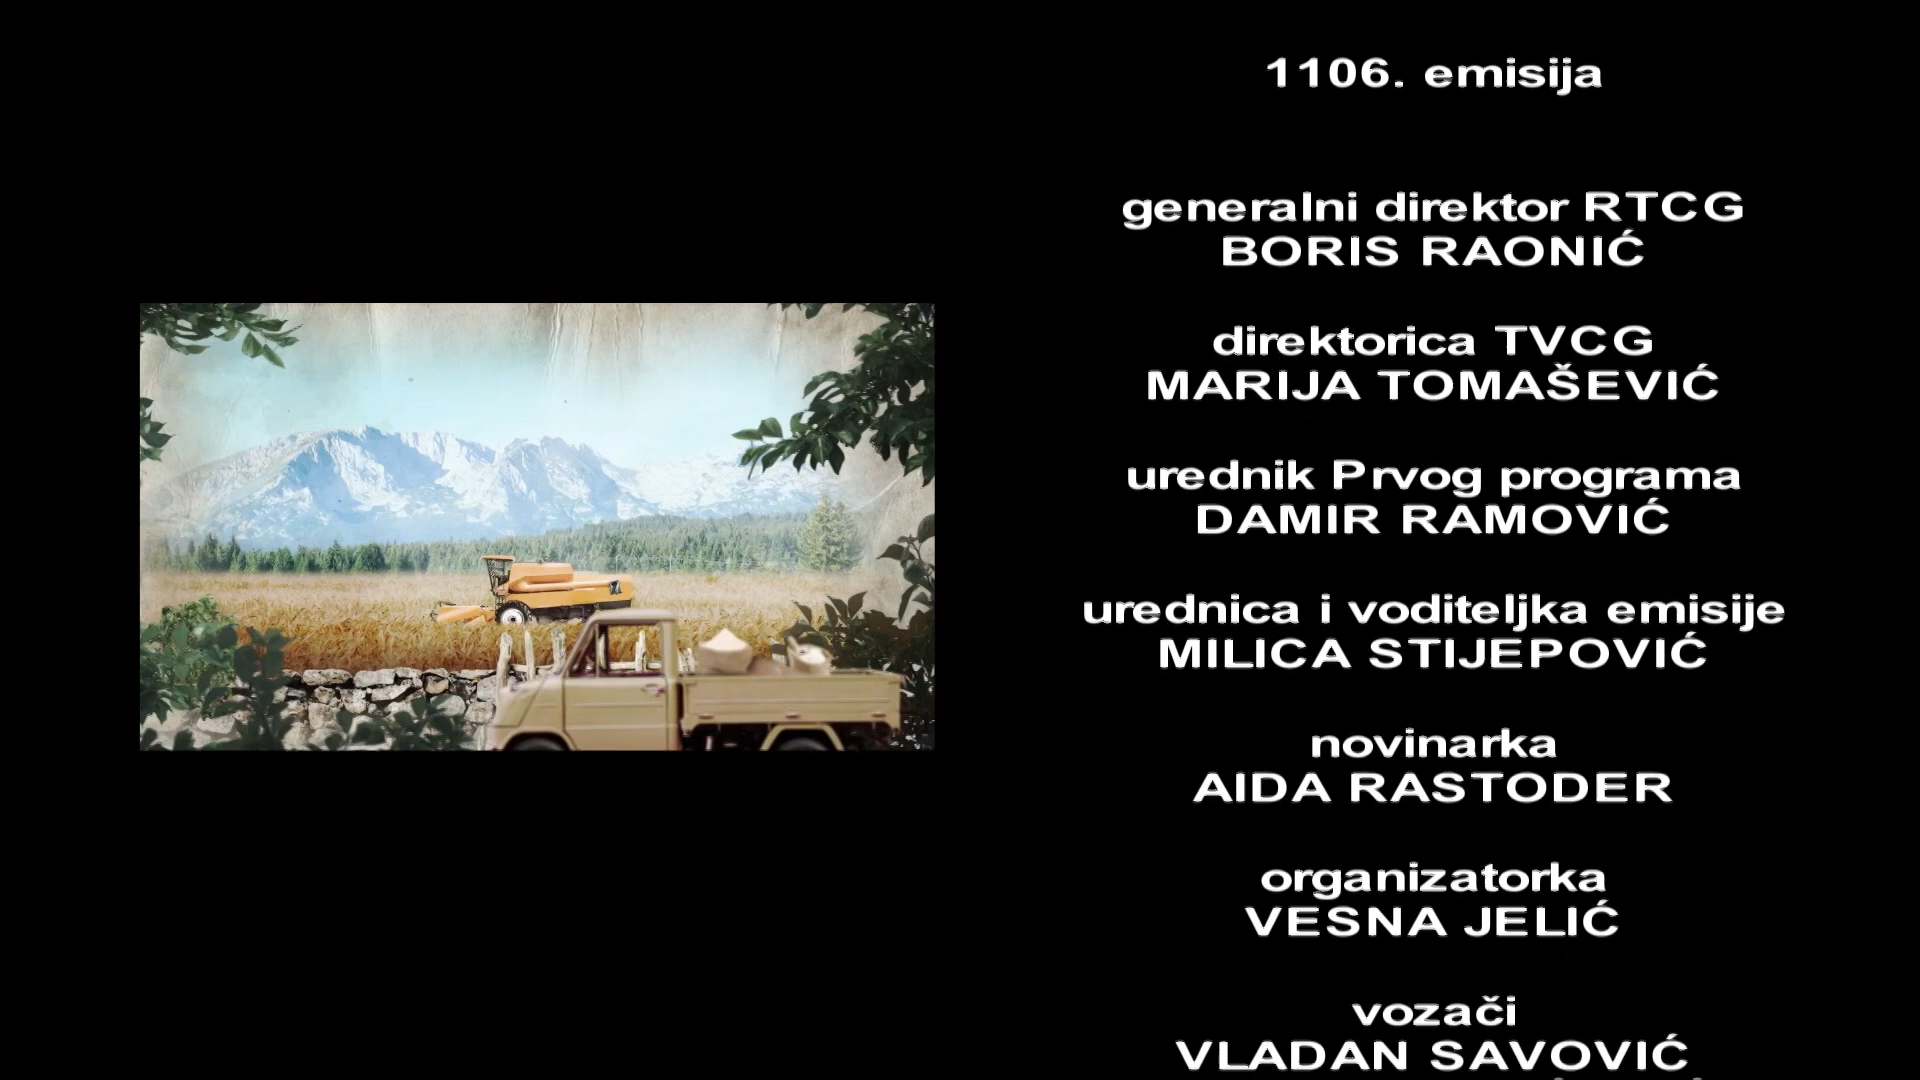 1106. emisija
generalni direktor RTCG
BORIS RAONIĆ
direktorica TVCG
MARIJA TOMAŠEVIĆ
urednik Prvog programa
DAMIR RAMOVIĆ
urednica i voditeljka emisije
MILICA STIJEPOVIĆ
novinarka
AIDA RASTODER
organizatorka
VESNA JELIĆ
vozači
VLADAN SAVOVIĆ